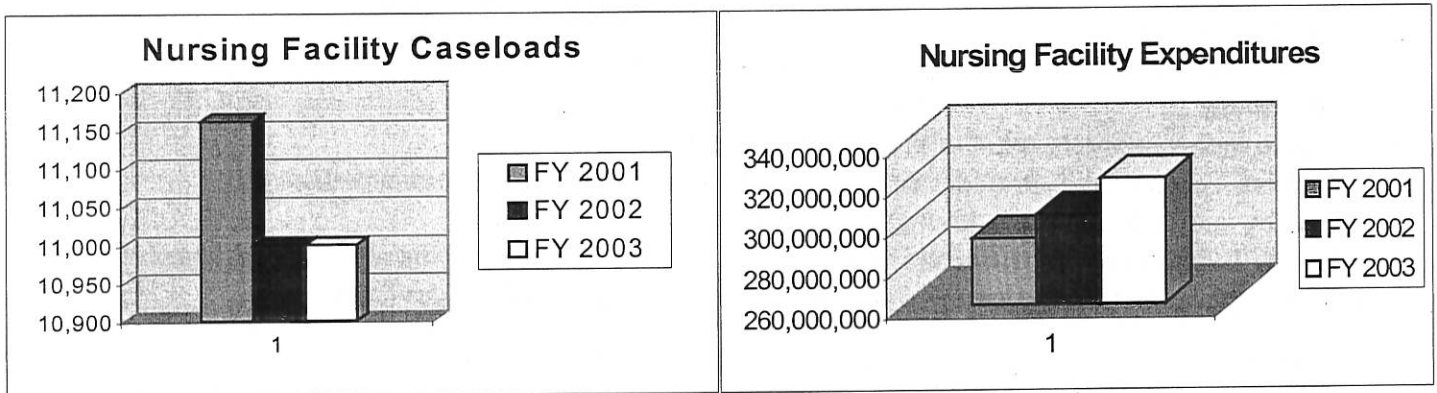 Nursing Facility Caseloads
11,200
11,150
11,100
11,050
11,000
10,950
10,900
1
FY 2001
FY 2002
FY 2003
Nursing Facility Expenditures
340,000,000
320,000,000
300,000,000
280,000,000
260,000,000
1
FY 2001
FY 2002
FY 2003